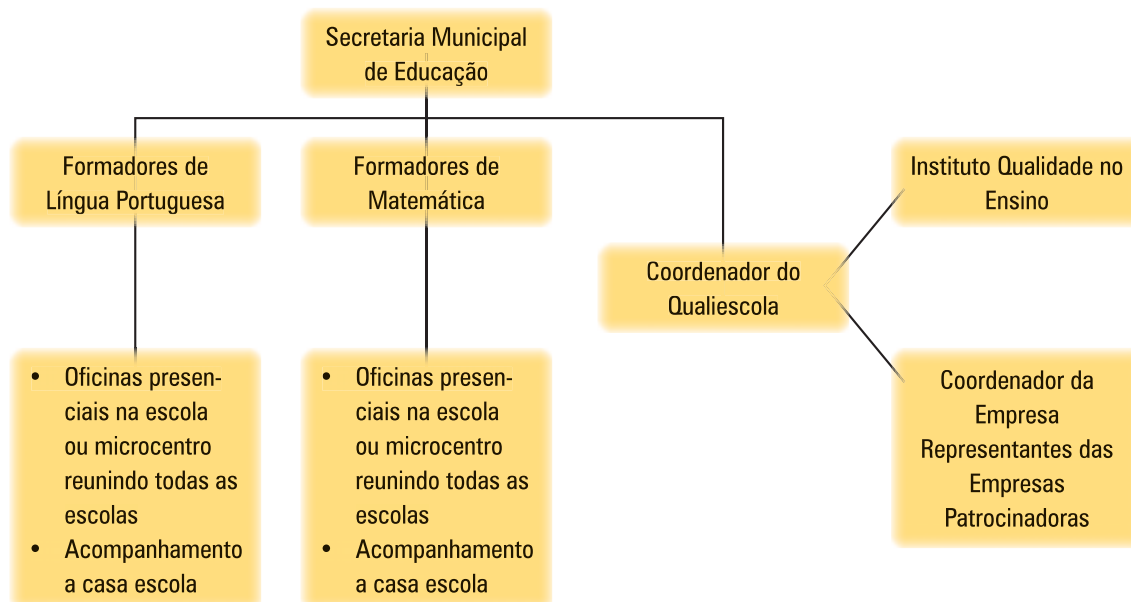 Secretaria Municipal
de Educação
Formadores de
Língua Portuguesa
Formadores de
Matemática
Instituto Qualidade no
Ensino
Coordenador do
Qualiescola
• Oficinas presen-
ciais na escola
ou microcentro
reunindo todas as
escolas
• Acompanhamento
a casa escola
• Oficinas presen-
ciais na escola
ou microcentro
reunindo todas as
escolas
• Acompanhamento
a casa escola
Coordenador da
Empresa
Representantes das
Empresas
Patrocinadoras